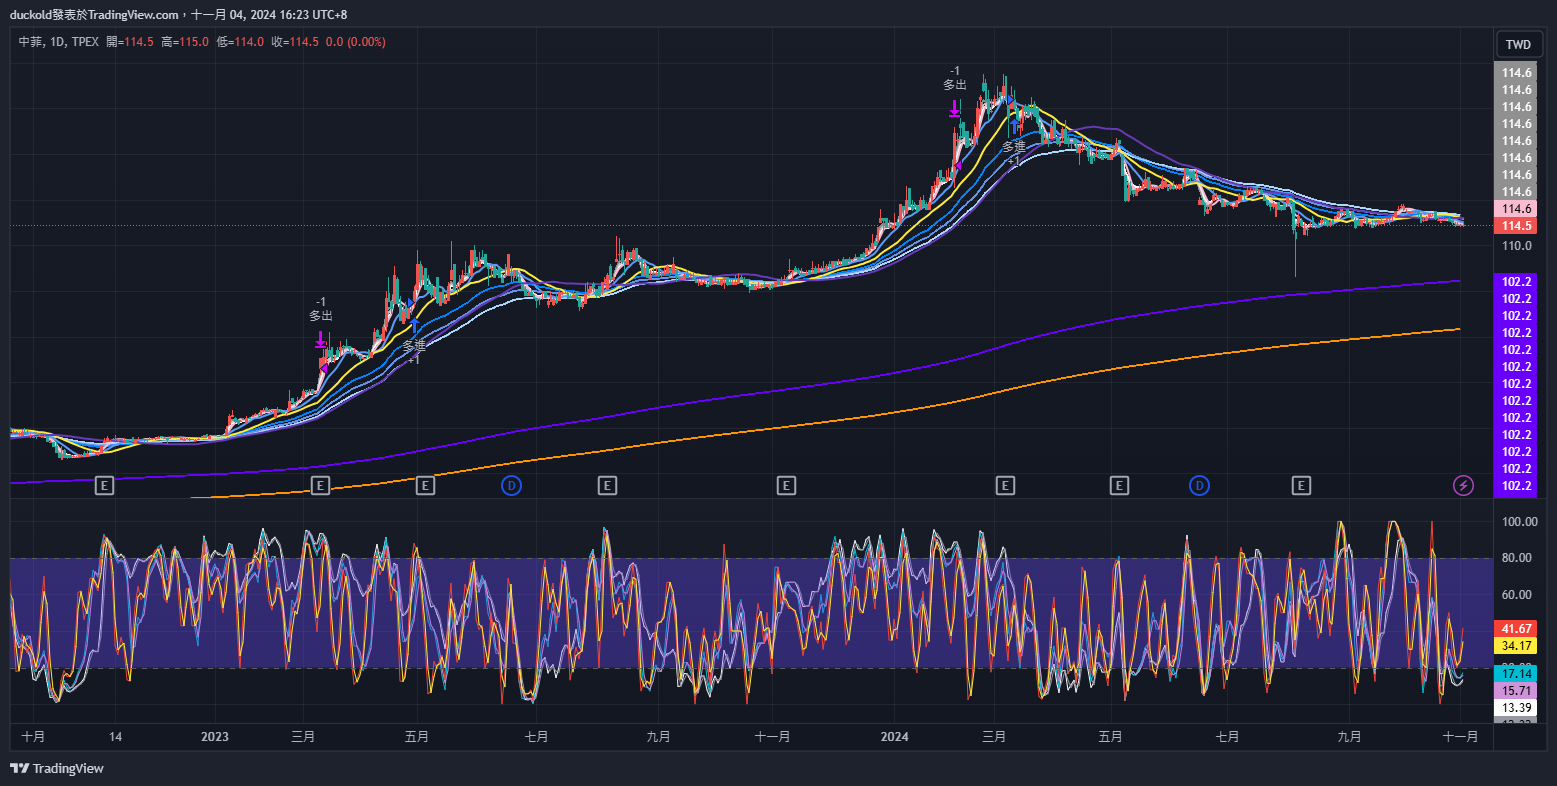 duckold發表於TradingView.com，十一月 04, 2024 16:23 UTC+8
中菲, 1D, TPEX 開=114.5 高=115.0 低=114.0 收=114.5 0.0 (0.00%)
TWD
114.6
114.6
114.6
114.6
114.6
114.6
114.6
114.6
114.6
114.5
110.0
102.2
102.2
102.2
102.2
102.2
102.2
102.2
102.2
102.2
102.2
102.2
102.2
102.2
-1
多出
多進
+1
-1
多出
多進
+1
E
E
E
D
E
E
E
E
D
E
100.00
80.00
60.00
41.67
34.17
17.14
15.71
13.39
十月
14
2023
三月
五月
七月
九月
十一月
2024
三月
五月
七月
九月
十一月
TradingView